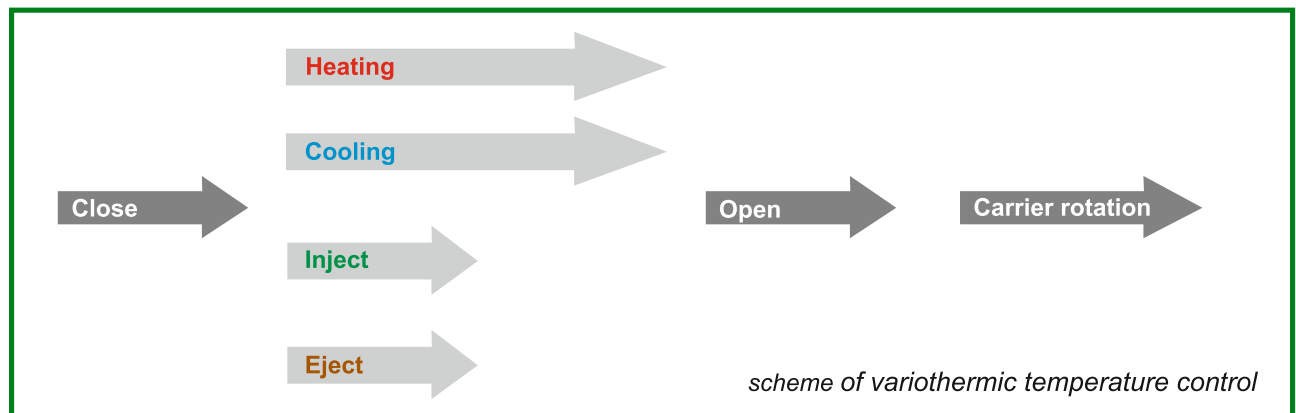 Heating
Cooling
Close
Inject
Eject
Open
Carrier rotation
scheme of variothermic temperature control